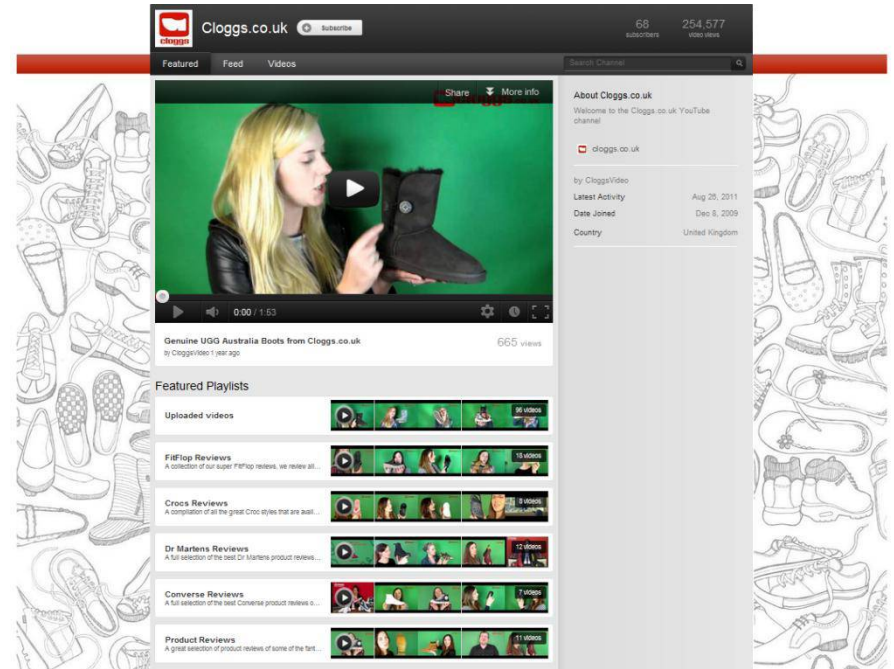 cloggs
Cloggs.co.uk
Subscribe
68
subscribers
254,577
video views
Featured
Feed
Videos
Search Channel
Share
More info
0:00 / 1:53
Genuine UGG Australia Boots from Cloggs.co.uk
by CloggsVideo 1 year ago
665 views
Featured Playlists
Uploaded videos
96 videos
FitFlop Reviews
A collection of our super FitFlop reviews, we review all...
18 videos
Crocs Reviews
A compilation of all the great Croc styles that are avail...
8 videos
Dr Martens Reviews
A full selection of the best Dr Martens product reviews...
12 videos
Converse Reviews
A full selection of the best Converse product reviews o...
7 videos
Product Reviews
A great selection of product reviews of some of the fant...
11 videos
About Cloggs.co.uk
Welcome to the Cloggs.co.uk YouTube
channel
cloggs.co.uk
by CloggsVideo
Latest Activity
Aug 26, 2011
Date Joined
Dec 8, 2009
Country
United Kingdom